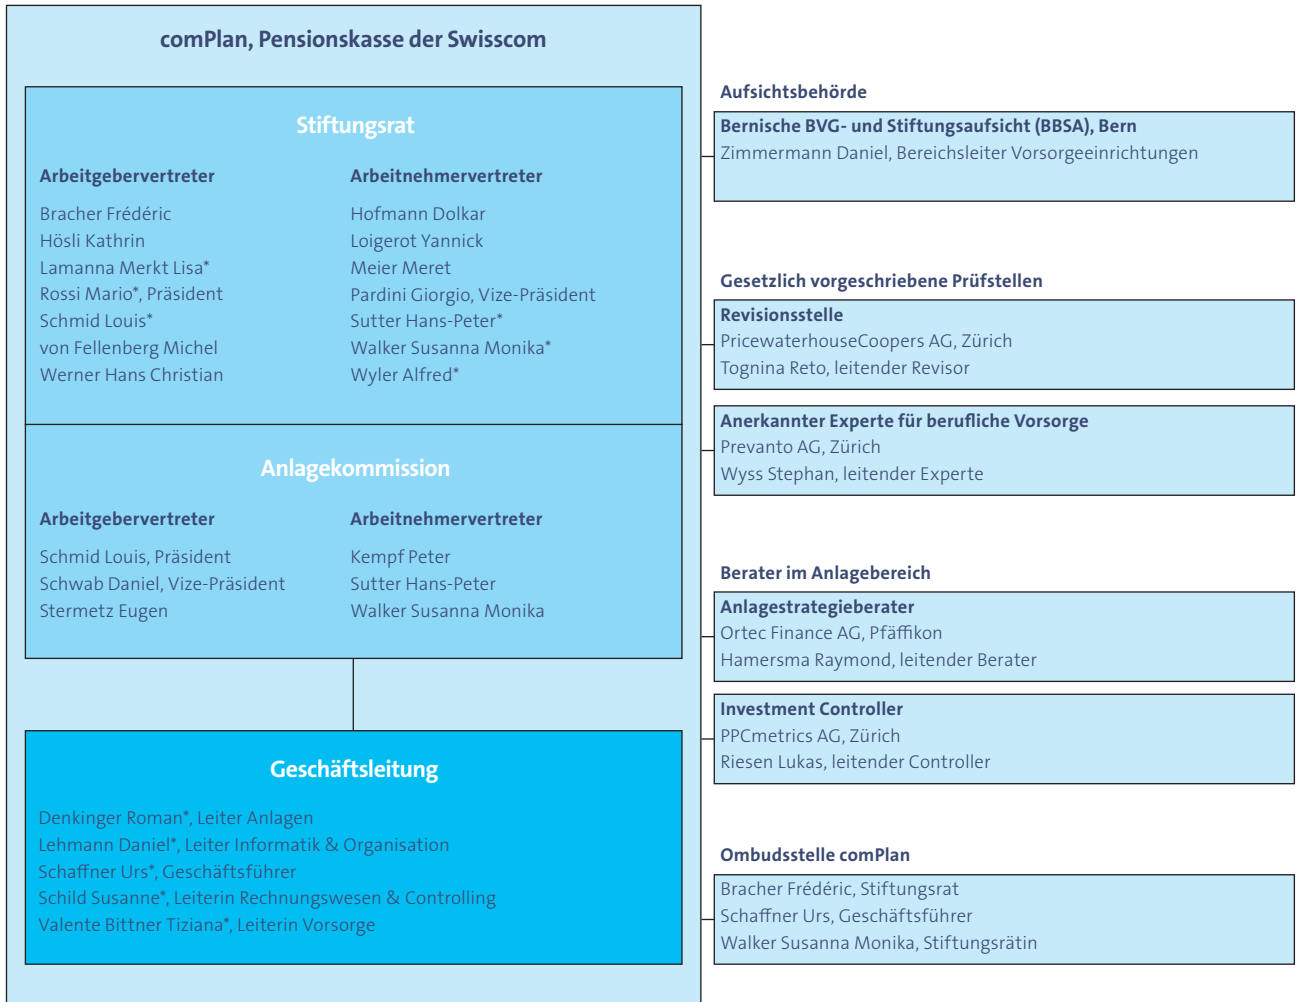 comPlan, Pensionskasse der Swisscom
Stiftungsrat
Arbeitgebervertreter
Bracher Frédéric
Hösli Kathrin
Lamanna Merkt Lisa*
Rossi Mario*, Präsident
Schmid Louis*
von Fellenberg Michel
Werner Hans Christian
Arbeitnehmervertreter
Hofmann Dolkar
Loigerot Yannick
Meier Meret
Pardini Giorgio, Vize-Präsident
Sutter Hans-Peter*
Walker Susanna Monika*
Wyler Alfred*
Anlagekommission
Arbeitgebervertreter
Schmid Louis, Präsident
Schwab Daniel, Vize-Präsident
Stermetz Eugen
Arbeitnehmervertreter
Kempf Peter
Sutter Hans-Peter
Walker Susanna Monika
Geschäftsleitung
Denkinger Roman*, Leiter Anlagen
Lehmann Daniel*, Leiter Informatik & Organisation
Schaffner Urs*, Geschäftsführer
Schild Susanne*, Leiterin Rechnungswesen & Controlling
Valente Bittner Tiziana*, Leiterin Vorsorge
Aufsichtsbehörde
Bernische BVG- und Stiftungsaufsicht (BBSA), Bern
Zimmermann Daniel, Bereichsleiter Vorsorgeeinrichtungen
Gesetzlich vorgeschriebene Prüfstellen
Revisionsstelle
PricewaterhouseCoopers AG, Zürich
Tognina Reto, leitender Revisor
Anerkannter Experte für berufliche Vorsorge
Prevanto AG, Zürich
Wyss Stephan, leitender Experte
Berater im Anlagebereich
Anlagestrategieberater
Ortec Finance AG, Pfäffikon
Hamersma Raymond, leitender Berater
Investment Controller
PPCmetrics AG, Zürich
Riesen Lukas, leitender Controller
Ombudsstelle comPlan
Bracher Frédéric, Stiftungsrat
Schaffner Urs, Geschäftsführer
Walker Susanna Monika, Stiftungsrätin